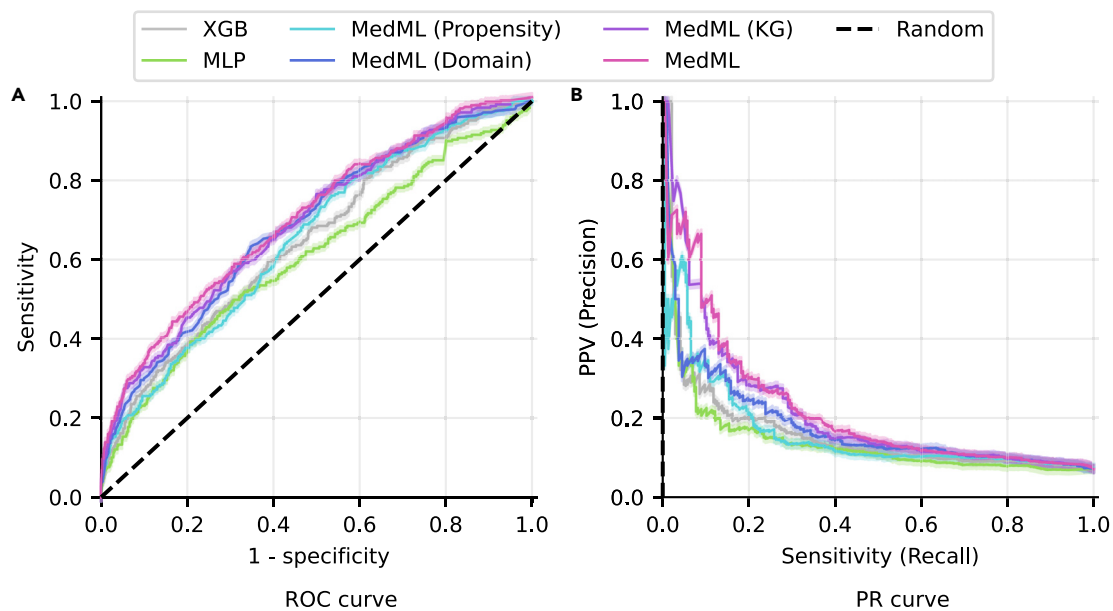 XGB MedML (Propensity) MedML (KG) Random
MLP MedML (Domain) MedML
A
1.0
0.8
0.6
0.4
0.2
0.0
Sensitivity
0.0 0.2 0.4 0.6 0.8 1.0
1 - specificity
ROC curve
B
1.0
0.8
0.6
0.4
0.2
0.0
PPV (Precision)
0.0 0.2 0.4 0.6 0.8 1.0
Sensitivity (Recall)
PR curve